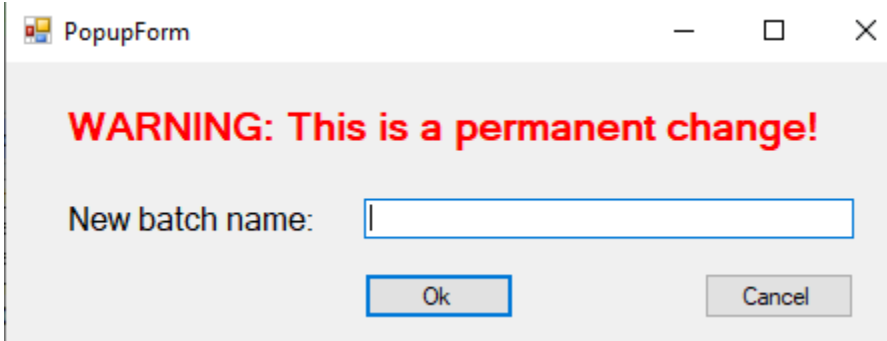 PopupForm
WARNING: This is a permanent change!
New batch name:
Ok Cancel